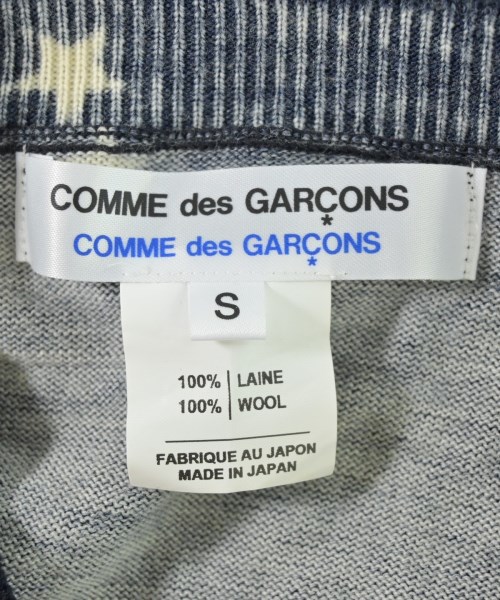 COMME des GARÇONS
*
COMME des GARÇONS
*
S
100% | LAINE
100% | WOOL
FABRIQUE AU JAPON
MADE IN JAPAN